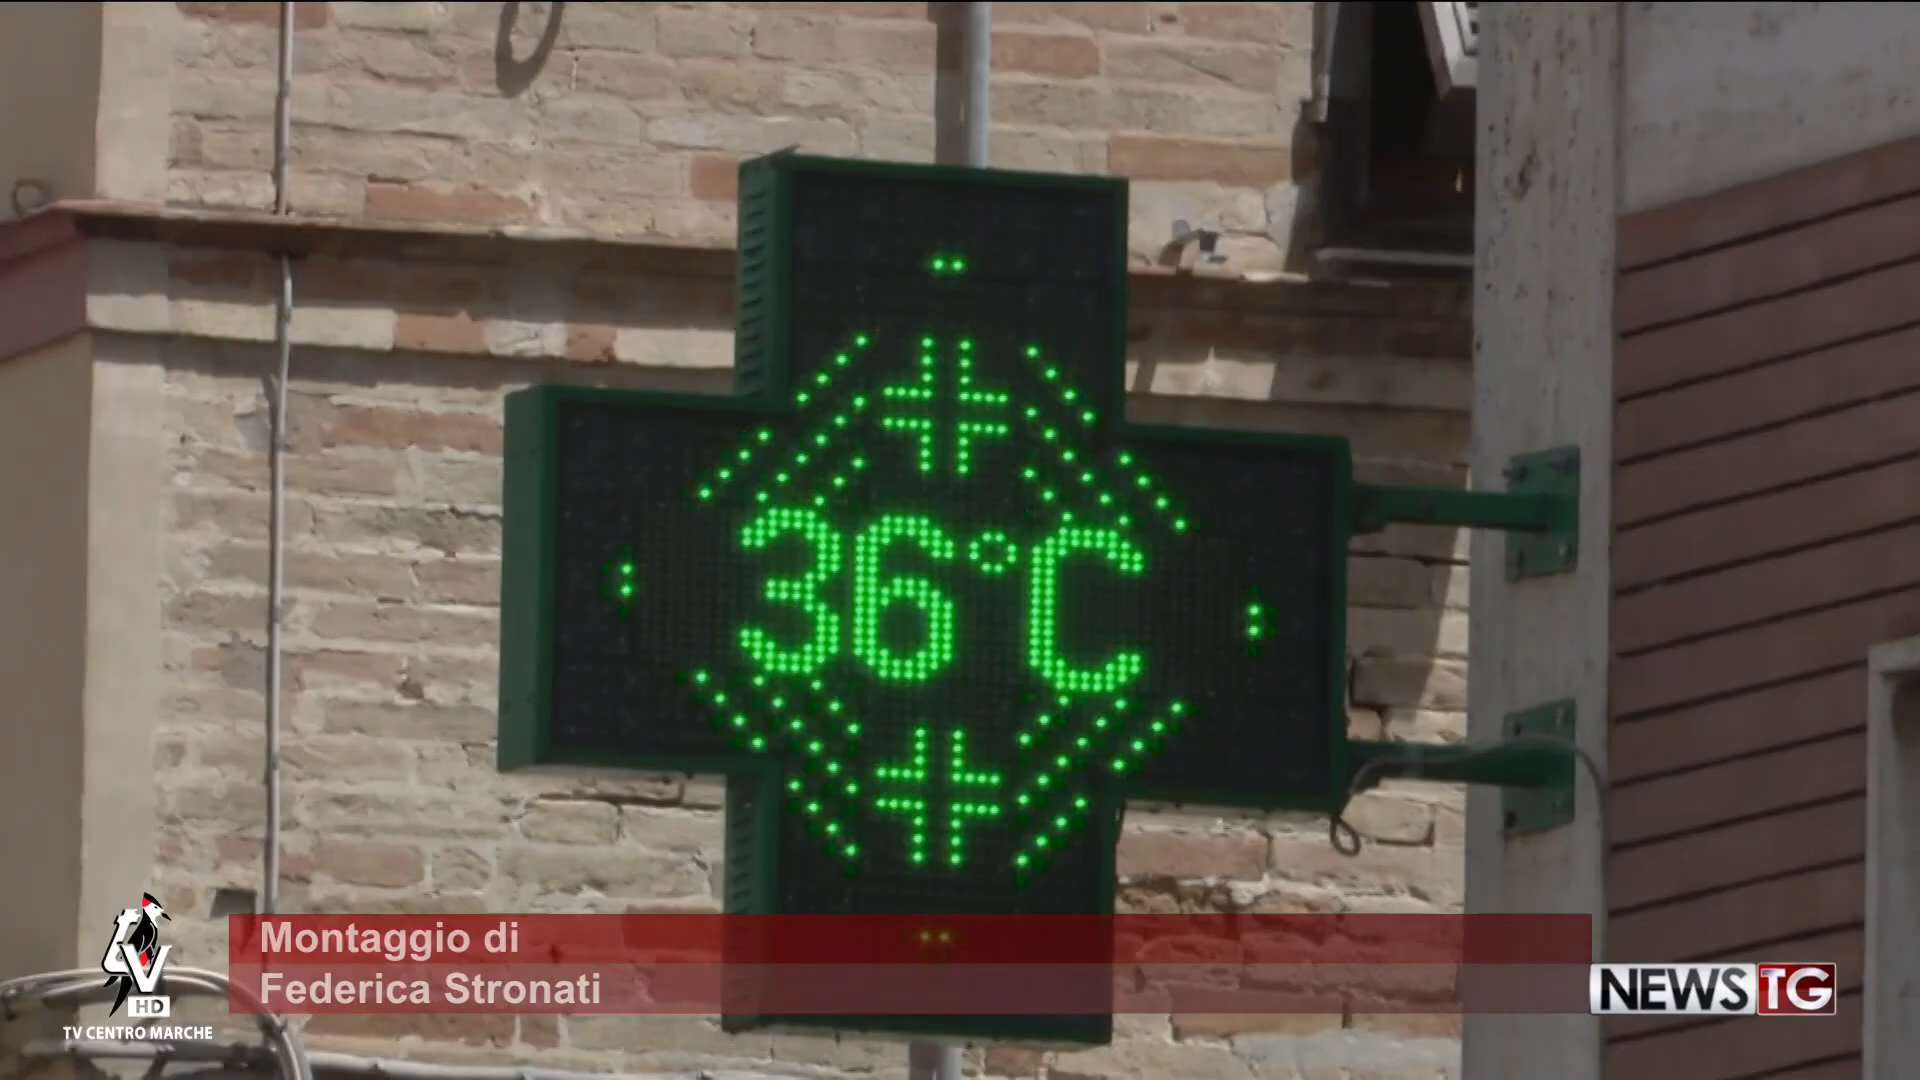 36°C
Montaggio di
Federica Stronati
HD
TV CENTRO MARCHE
NEWS TG